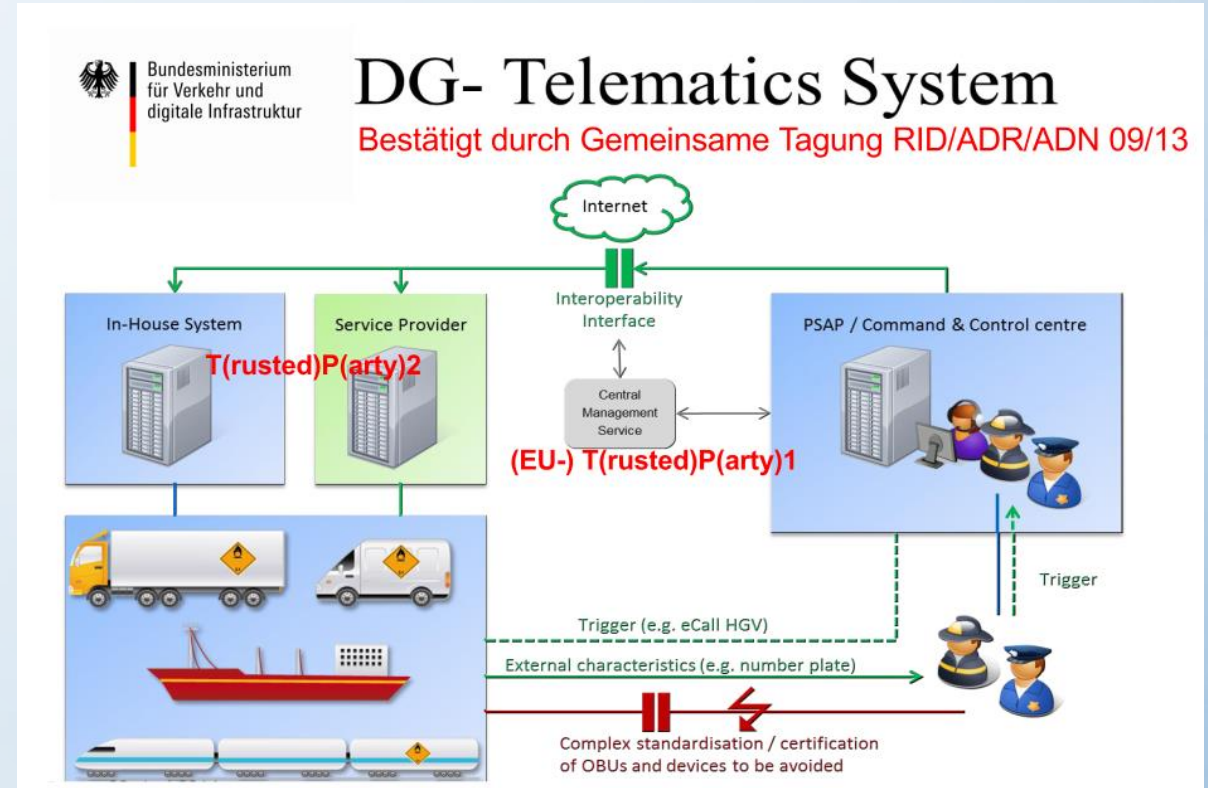 Bundesministerium
für Verkehr und
digitale Infrastruktur
DG- Telematics System
Bestätigt durch Gemeinsame Tagung RID/ADR/ADN 09/13
Internet
Interoperability
Interface
In-House System
Service Provider
PSAP / Command & Control centre
T(rusted)P(arty)2
Central
Management
Service
(EU-) T(rusted)P(arty)1
Trigger
Trigger (e.g. eCall HGV)
External characteristics (e.g. number plate)
Complex standardisation / certification
of OBUs and devices to be avoided